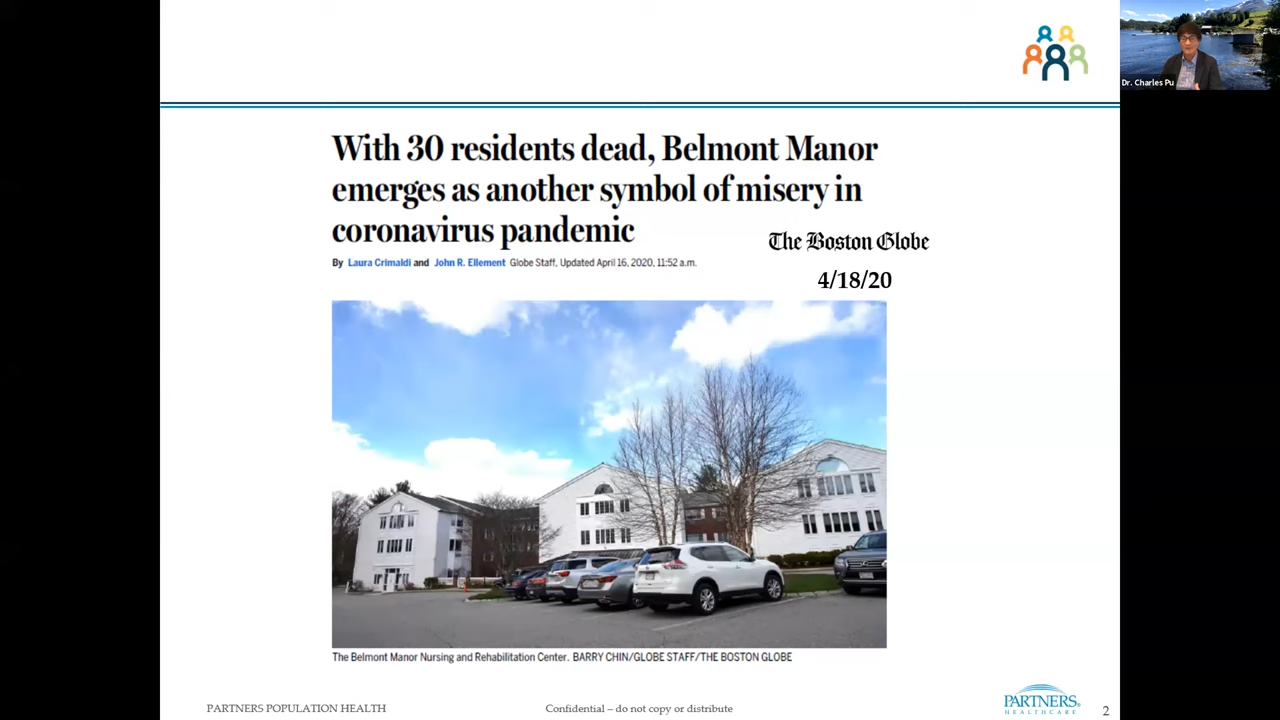 Dr. Charles Pu
With 30 residents dead, Belmont Manor
emerges as another symbol of misery in
coronavirus pandemic
The Boston Globe
By Laura Crimaldi and John R. Ellement Globe Staff, Updated April 16, 2020, 11:52 a.m.
4/18/20
The Belmont Manor Nursing and Rehabilitation Center. BARRY CHIN/GLOBE STAFF/THE BOSTON GLOBE
PARTNERS POPULATION HEALTH
Confidential – do not copy or distribute
PARTNERS®
HEALTHCARE
2